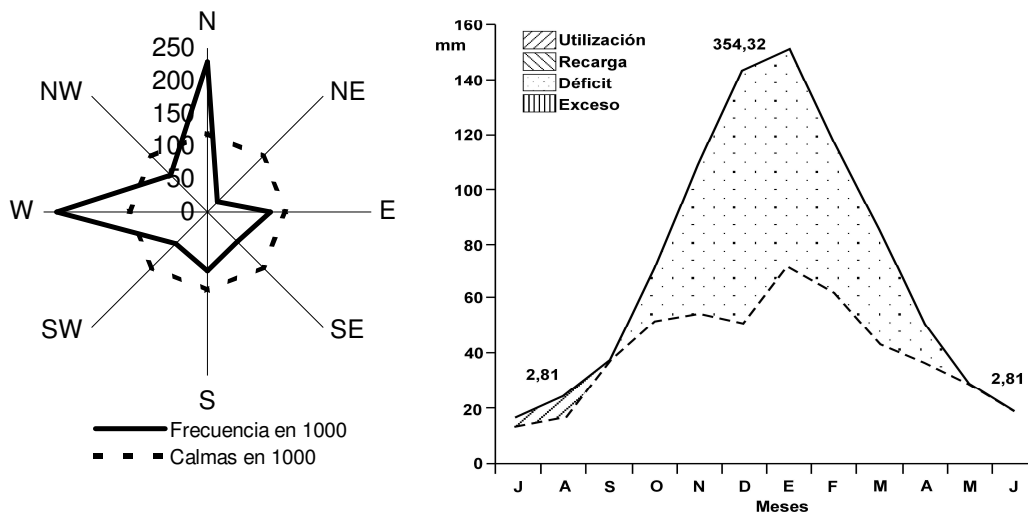 N
250
200
150
100
50
0
NW
NE
W
E
SW
SE
S
Frecuencia en 1000
Calmas en 1000
160
mm
140
120
100
80
60
40
20
0
Utilización
Recarga
Déficit
Exceso
354,32
2,81
2,81
J A S O N D E F M A M J
Meses